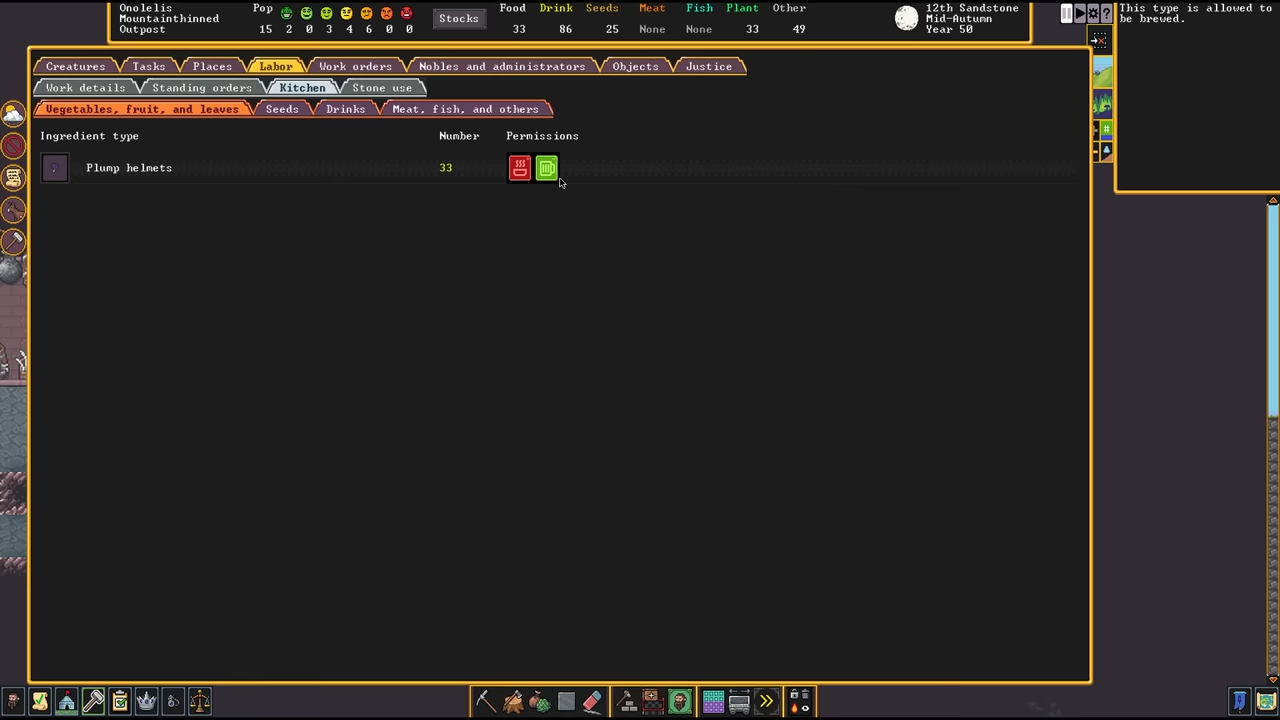 Onolelis
Mountainthinned
Outpost
Pop
15 2 0 3 4 6 0 0
Stocks
Food Drink Seeds Meat Fish Plant Other
33 86 25 None None 33 49
12th Sandstone
Mid-Autumn
Year 50
This type is allowed to
be brewed.
Creatures Tasks Places Labor Work orders Nobles and administrators Objects Justice
Work details Standing orders Kitchen Stone use
Vegetables, fruit, and leaves Seeds Drinks Meat, fish, and others
Ingredient type Number Permissions
Plump helmets 33